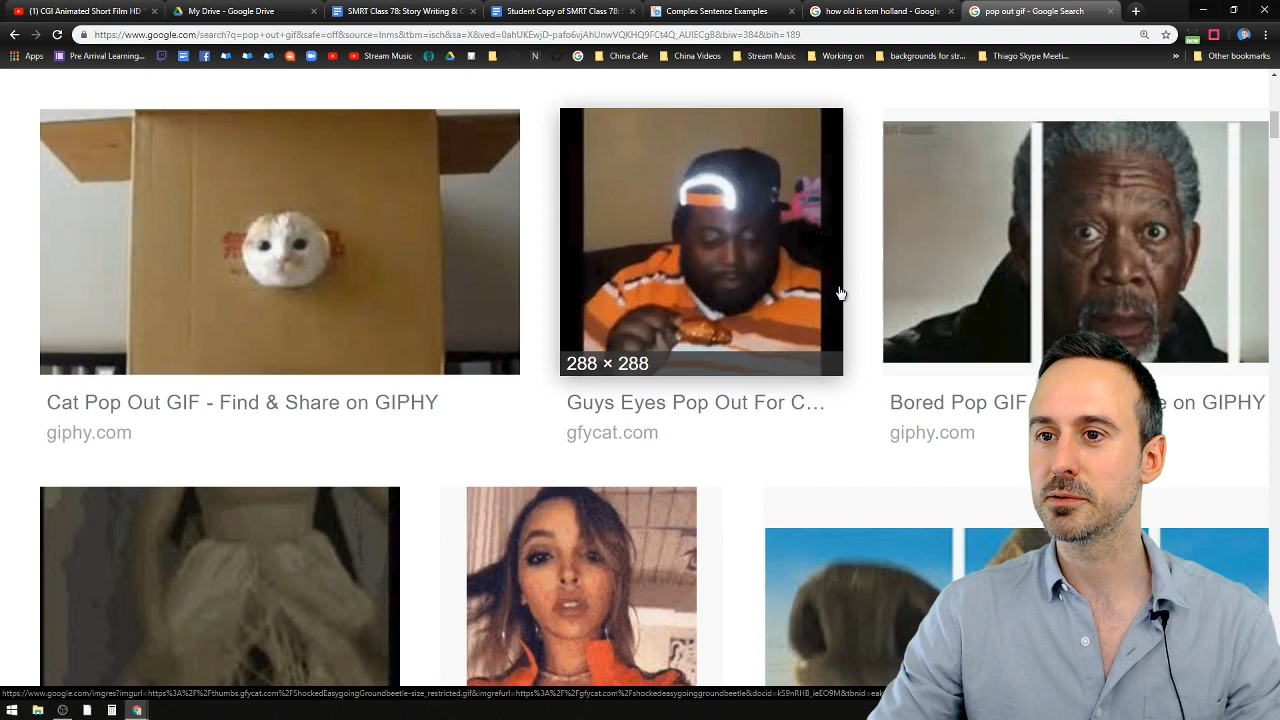 (1) CGI Animated Short Film HD
My Drive - Google Drive
SMRT Class 78: Story Writing & C
Student Copy of SMRT Class 78:
Complex Sentence Examples
how old is tom holland - Google
pop out gif - Google Search
Apps
Pre Arrival Learning...
Stream Music
China Cafe
China Videos
Stream Music
Working on
backgrounds for str...
Thiago Skype Meeti...
Other bookmarks
new
無
288 × 288
Cat Pop Out GIF - Find & Share on GIPHY
Guys Eyes Pop Out For C...
Bored Pop GIF
e on GIPHY
giphy.com
gfycat.com
giphy.com